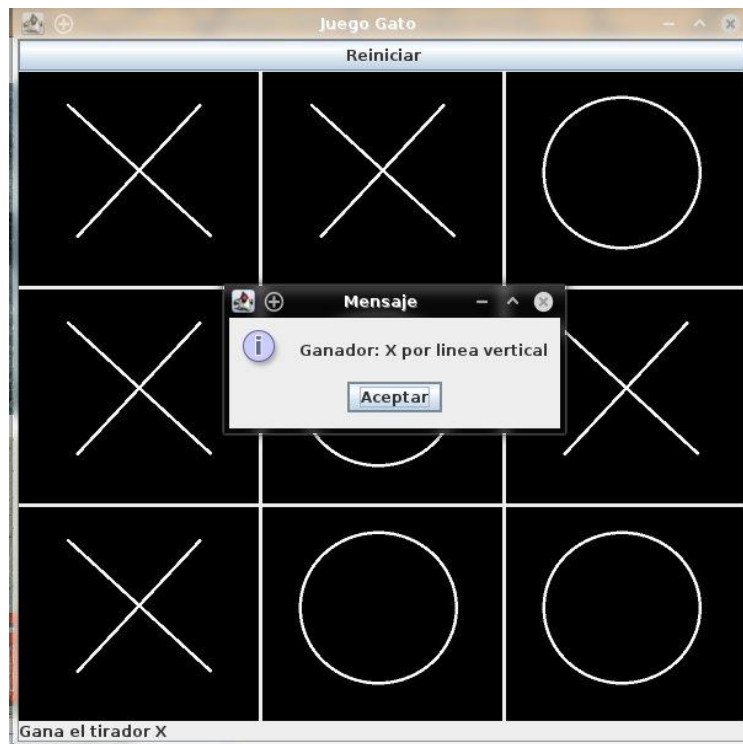 Juego Gato
Reiniciar
Mensaje
Ganador: X por linea vertical
Aceptar
Gana el tirador X